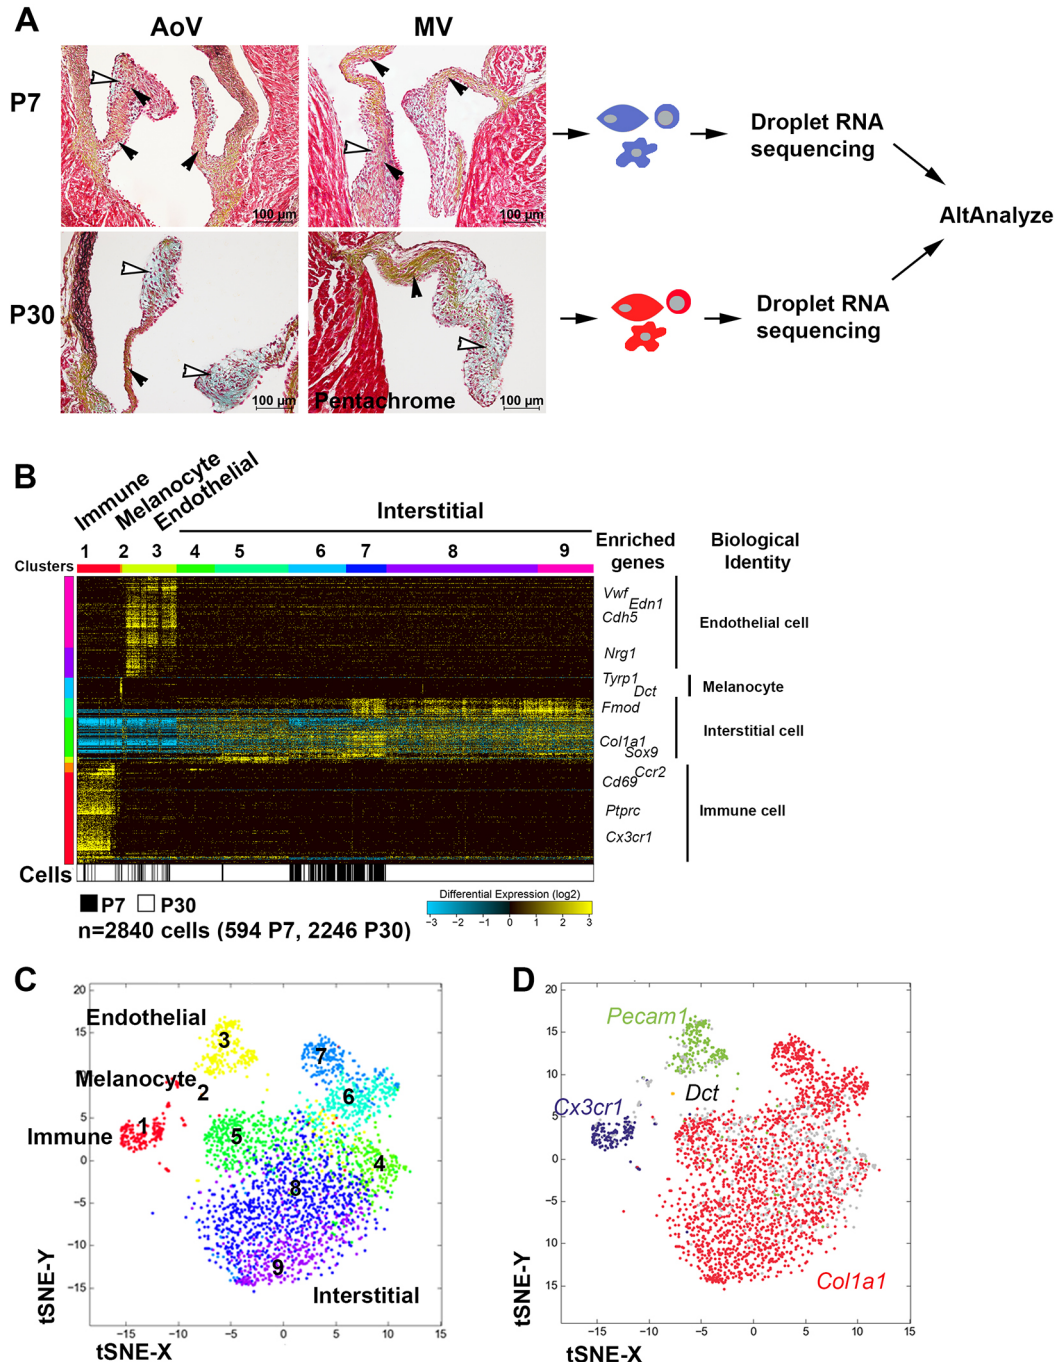 A
AoV
MV
P7
100 µm
100 µm
Droplet RNA
sequencing
AltAnalyze
P30
100 µm
Pentachrome
100 µm
Droplet RNA
sequencing
B
Immune
Melanocyte
Endothelial
Interstitial
Clusters
1 2 3 4 5 6 7 8 9
Enriched
genes
Biological
Identity
Vwf
Edn1
Cdh5
Nrg1
Endothelial cell
Tyrp1
Dct
Melanocyte
Fmod
Col1a1
Sox9
Interstitial cell
Ccr2
Cd69
Ptprc
Cx3cr1
Immune cell
Cells
P7 P30
n=2840 cells (594 P7, 2246 P30)
Differential Expression (log2)
−3 −2 −1 0 1 2 3
C
20
15
10
5
0
−5
−10
−15
−15 −10 −5 0 5 10 15
tSNE-Y
tSNE-X
Endothelial
3
7
Melanocyte
2
6
Immune
1
5
4
8
9
Interstitial
D
20
15
10
5
0
−5
10
15
−15 −10 −5 0 5 10 15
tSNE-Y
tSNE-X
Pecam1
Dct
Cx3cr1
Col1a1